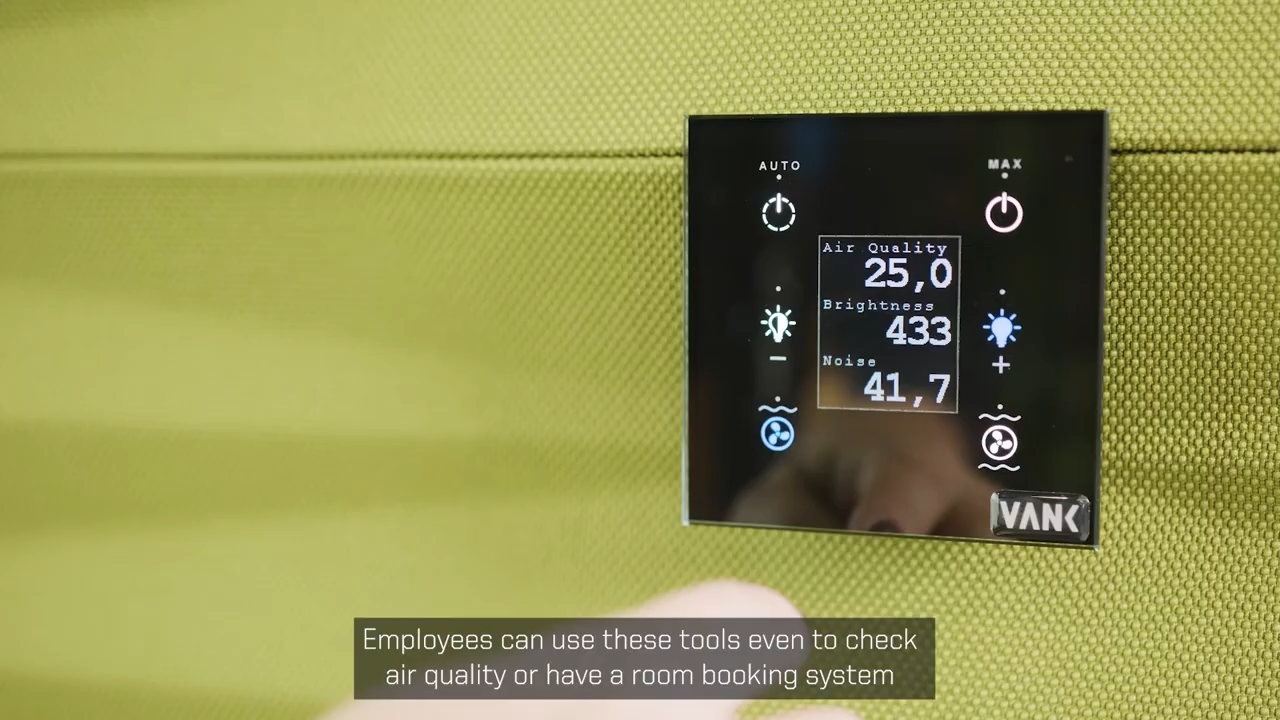 AUTO
MAX
Air Quality
25,0
Brightness
433
Noise
41,7
VANK
Employees can use these tools even to check
air quality or have a room booking system